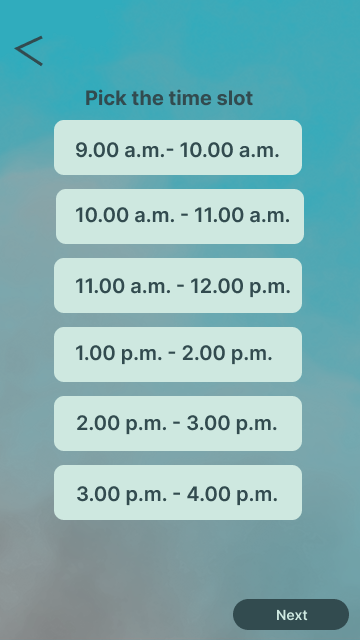 Pick the time slot
9.00 a.m.- 10.00 a.m.
10.00 a.m. - 11.00 a.m.
11.00 a.m. - 12.00 p.m.
1.00 p.m. - 2.00 p.m.
2.00 p.m. - 3.00 p.m.
3.00 p.m. - 4.00 p.m.
Next